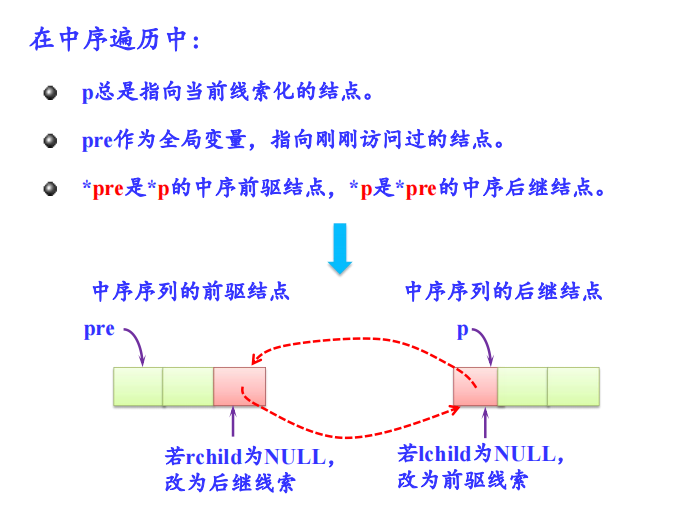 在中序遍历中：
p总是指向当前线索化的结点。
pre作为全局变量，指向刚刚访问过的结点。
*pre是*p的中序前驱结点，*p是*pre的中序后继结点。
中序序列的前驱结点
中序序列的后继结点
pre
p
若rchild为NULL，
改为后继线索
若lchild为NULL，
改为前驱线索